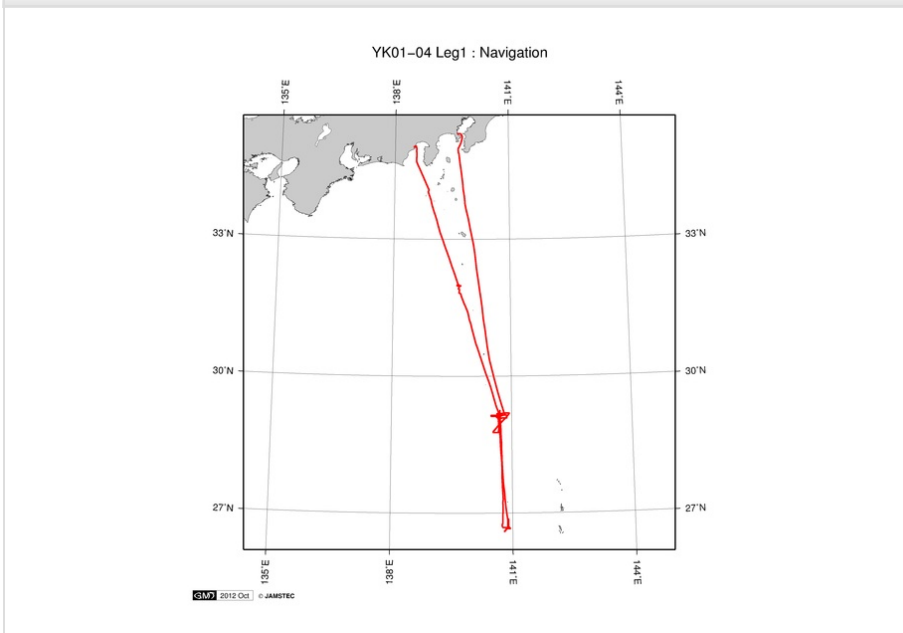 YK01−04 Leg1 : Navigation
135˚E 138˚E 141˚E 144˚E
33˚N 33˚N
30˚N 30˚N
27˚N 27˚N
135˚E 138˚E 141˚E 144˚E
GMD 2012 Oct © JAMSTEC